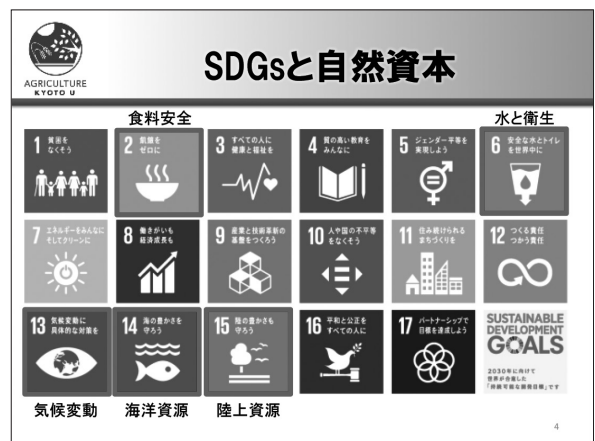 AGRICULTURE
KYOTO U
SDGsと自然資本
食料安全
水と衛生
1 貧困を
なくそう
2 飢餓を
ゼロに
3 すべての人に
健康と福祉を
4 質の高い教育を
みんなに
5 ジェンダー平等を
実現しよう
6 安全な水とトイレ
を世界中に
7 エネルギーをみんなに
そしてクリーンに
8 働きがいも
経済成長も
9 産業と技術革新の
基盤をつくろう
10 人や国の不平等
をなくそう
11 住み続けられる
まちづくりを
12 つくる責任
つかう責任
13 気候変動に
具体的な対策を
14 海の豊かさを
守ろう
15 陸の豊かさも
守ろう
16 平和と公正を
すべての人に
17 パートナーシップで
目標を達成しよう
SUSTAINABLE
DEVELOPMENT
GOALS
2030年に向けて
世界が合意した
「持続可能な開発目標」です
気候変動
海洋資源
陸上資源
4